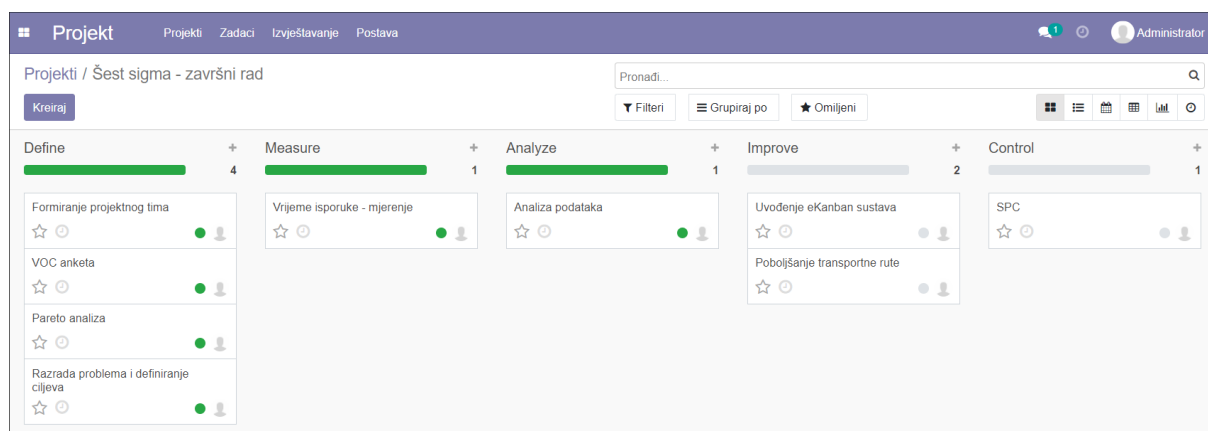 Projekt
Projekti
Zadaci
Izvještavanje
Postava
1
Administrator
Projekti / Šest sigma - završni rad
Pronađi...
Kreiraj
Filteri
Grupiraj po
Omiljeni
Define
4
Measure
1
Analyze
1
Improve
2
Control
1
Formiranje projektnog tima
VOC anketa
Pareto analiza
Razrada problema i definiranje
ciljeva
Vrijeme isporuke - mjerenje
Analiza podataka
Uvođenje eKanban sustava
Poboljšanje transportne rute
SPC